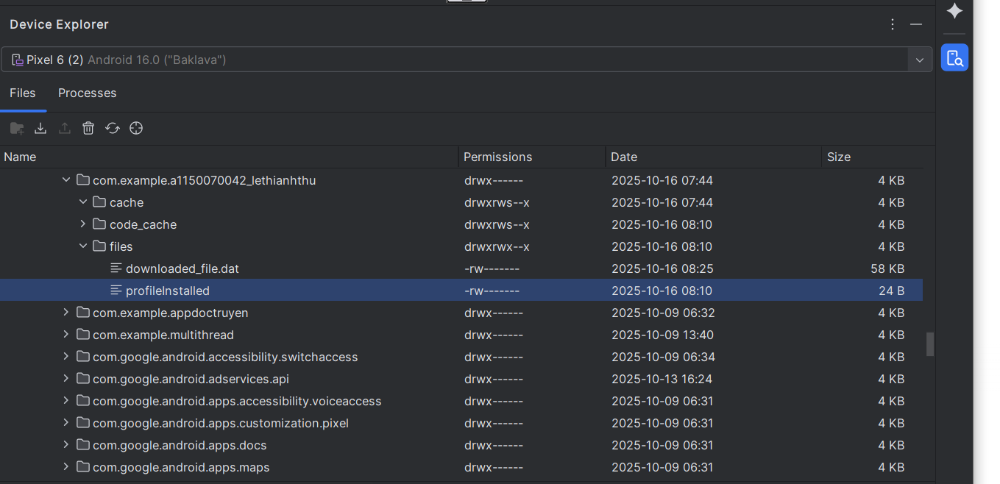 Device Explorer
Pixel 6 (2) Android 16.0 ("Baklava")
Files Processes
Name Permissions Date Size
com.example.a1150070042_lethianhthu drwx------ 2025-10-16 07:44 4 KB
cache drwxrws--x 2025-10-16 07:44 4 KB
code_cache drwxrws--x 2025-10-16 08:10 4 KB
files drwxrwx--x 2025-10-16 08:10 4 KB
downloaded_file.dat -rw------- 2025-10-16 08:25 58 KB
profileInstalled -rw------- 2025-10-16 08:10 24 B
com.example.appdoctruyen drwx------ 2025-10-09 06:32 4 KB
com.example.multithread drwx------ 2025-10-09 13:40 4 KB
com.google.android.accessibility.switchaccess drwx------ 2025-10-09 06:34 4 KB
com.google.android.adservices.api drwx------ 2025-10-13 16:24 4 KB
com.google.android.apps.accessibility.voiceaccess drwx------ 2025-10-09 06:31 4 KB
com.google.android.apps.customization.pixel drwx------ 2025-10-09 06:31 4 KB
com.google.android.apps.docs drwx------ 2025-10-09 06:31 4 KB
com.google.android.apps.maps drwx------ 2025-10-09 06:31 4 KB